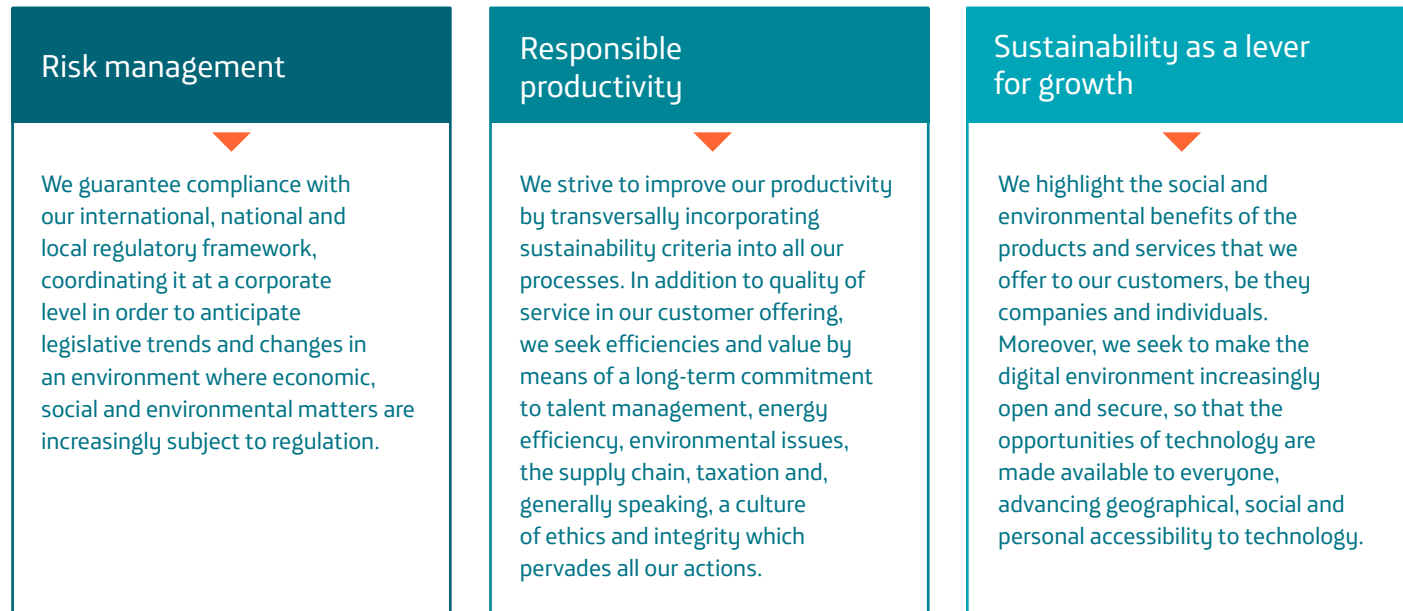 Risk management
We guarantee compliance with
our international, national and
local regulatory framework,
coordinating it at a corporate
level in order to anticipate
legislative trends and changes in
an environment where economic,
social and environmental matters are
increasingly subject to regulation.
Responsible
productivity
We strive to improve our productivity
by transversally incorporating
sustainability criteria into all our
processes. In addition to quality of
service in our customer offering,
we seek efficiencies and value by
means of a long-term commitment
to talent management, energy
efficiency, environmental issues,
the supply chain, taxation and,
generally speaking, a culture
of ethics and integrity which
pervades all our actions.
Sustainability as a lever
for growth
We highlight the social and
environmental benefits of the
products and services that we
offer to our customers, be they
companies and individuals.
Moreover, we seek to make the
digital environment increasingly
open and secure, so that the
opportunities of technology are
made available to everyone,
advancing geographical, social and
personal accessibility to technology.